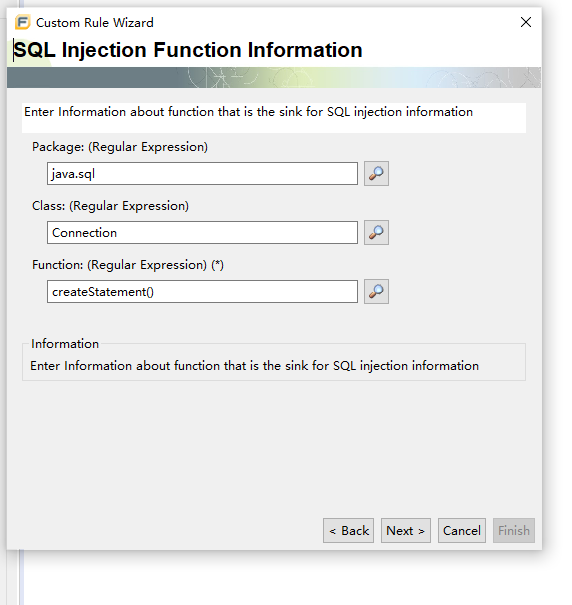 Custom Rule Wizard
SQL Injection Function Information
Enter Information about function that is the sink for SQL injection information
Package: (Regular Expression)
java.sql
Class: (Regular Expression)
Connection
Function: (Regular Expression) (*)
createStatement()
Information
Enter Information about function that is the sink for SQL injection information
< Back Next > Cancel Finish